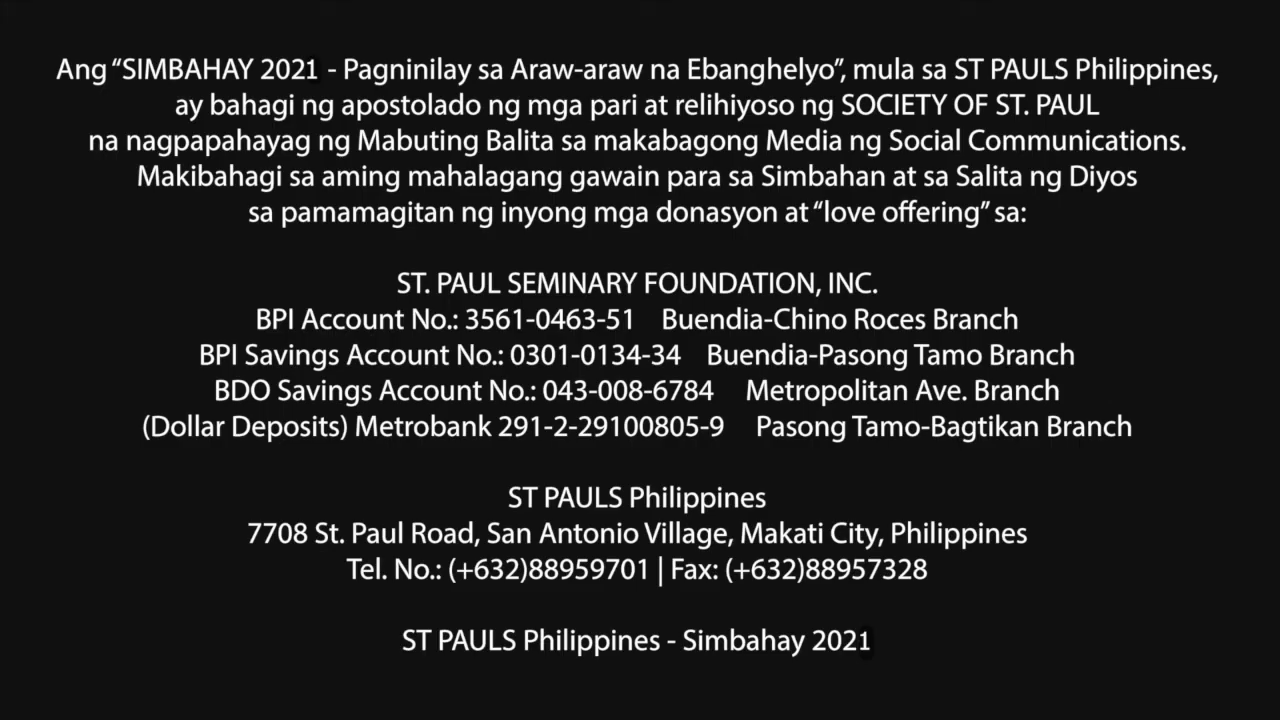 Ang “SIMBAHAY 2021 - Pagninilay sa Araw-araw na Ebanghelyo”, mula sa ST PAULS Philippines,
ay bahagi ng apostolado ng mga pari at relihiyoso ng SOCIETY OF ST. PAUL
na nagpapahayag ng Mabuting Balita sa makabagong Media ng Social Communications.
Makibahagi sa aming mahalagang gawain para sa Simbahan at sa Salita ng Diyos
sa pamamagitan ng inyong mga donasyon at “love offering” sa:
ST. PAUL SEMINARY FOUNDATION, INC.
BPI Account No.: 3561-0463-51 Buendia-Chino Roces Branch
BPI Savings Account No.: 0301-0134-34 Buendia-Pasong Tamo Branch
BDO Savings Account No.: 043-008-6784 Metropolitan Ave. Branch
(Dollar Deposits) Metrobank 291-2-29100805-9 Pasong Tamo-Bagtikan Branch
ST PAULS Philippines
7708 St. Paul Road, San Antonio Village, Makati City, Philippines
Tel. No.: (+632)88959701 | Fax: (+632)88957328
ST PAULS Philippines - Simbahay 2021